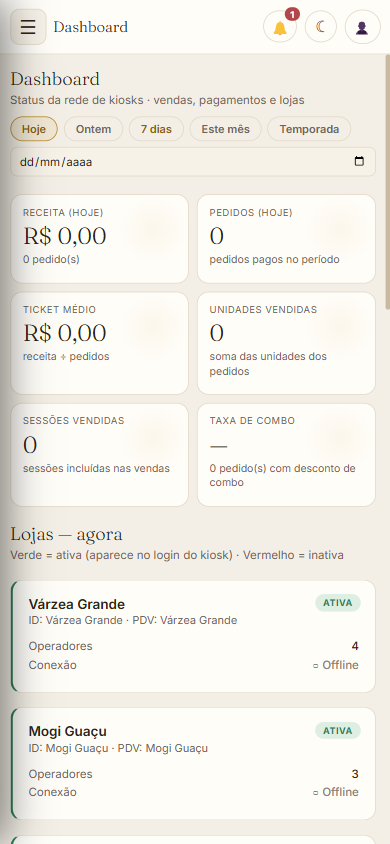 Dashboard
1
Dashboard
Status da rede de kiosks · vendas, pagamentos e lojas
Hoje
Ontem
7 dias
Este mês
Temporada
dd/mm/aaaa
RECEITA (HOJE)
R$ 0,00
0 pedido(s)
PEDIDOS (HOJE)
0
pedidos pagos no período
TICKET MÉDIO
R$ 0,00
receita ÷ pedidos
UNIDADES VENDIDAS
0
soma das unidades dos
pedidos
SESSÕES VENDIDAS
0
sessões incluídas nas vendas
TAXA DE COMBO
—
0 pedido(s) com desconto de
combo
Lojas — agora
Verde = ativa (aparece no login do kiosk) · Vermelho = inativa
Várzea Grande
ATIVA
ID: Várzea Grande · PDV: Várzea Grande
Operadores 4
Conexão ○ Offline
Mogi Guaçu
ATIVA
ID: Mogi Guaçu · PDV: Mogi Guaçu
Operadores 3
Conexão ○ Offline